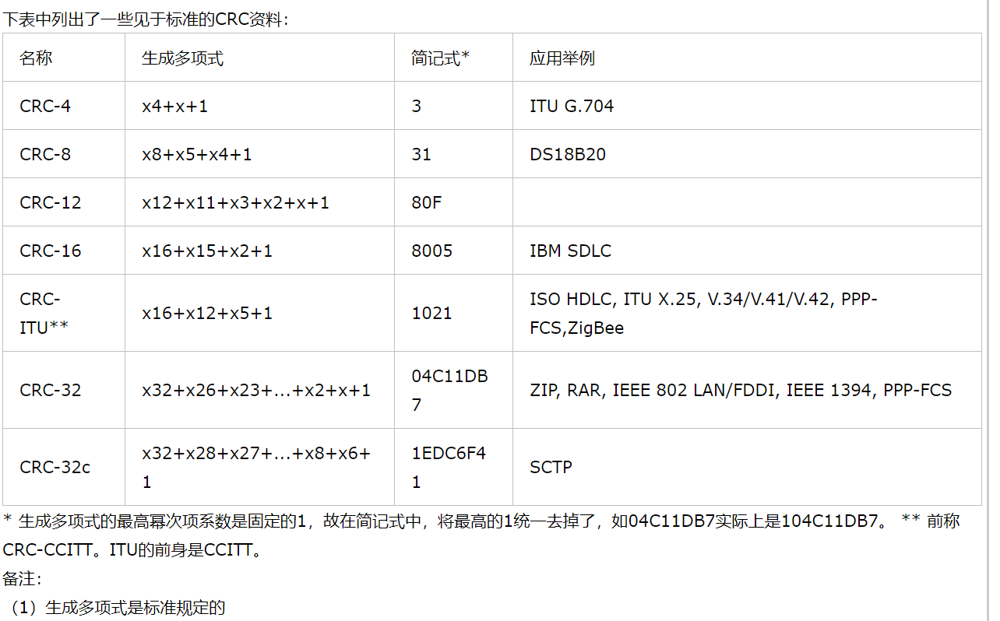 下表中列出了一些见于标准的CRC资料：
名称 生成多项式 简记式* 应用举例
CRC-4 x4+x+1 3 ITU G.704
CRC-8 x8+x5+x4+1 31 DS18B20
CRC-12 x12+x11+x3+x2+x+1 80F
CRC-16 x16+x15+x2+1 8005 IBM SDLC
CRC-
ITU** x16+x12+x5+1 1021 ISO HDLC, ITU X.25, V.34/V.41/V.42, PPP-
FCS,ZigBee
CRC-32 x32+x26+x23+...+x2+x+1 04C11DB
7 ZIP, RAR, IEEE 802 LAN/FDDI, IEEE 1394, PPP-FCS
CRC-32c x32+x28+x27+...+x8+x6+
1 1EDC6F4
1 SCTP
* 生成多项式的最高幂次项系数是固定的1，故在简记式中，将最高的1统一去掉了，如04C11DB7实际上是104C11DB7。 ** 前称
CRC-CCITT。ITU的前身是CCITT。
备注：
（1）生成多项式是标准规定的